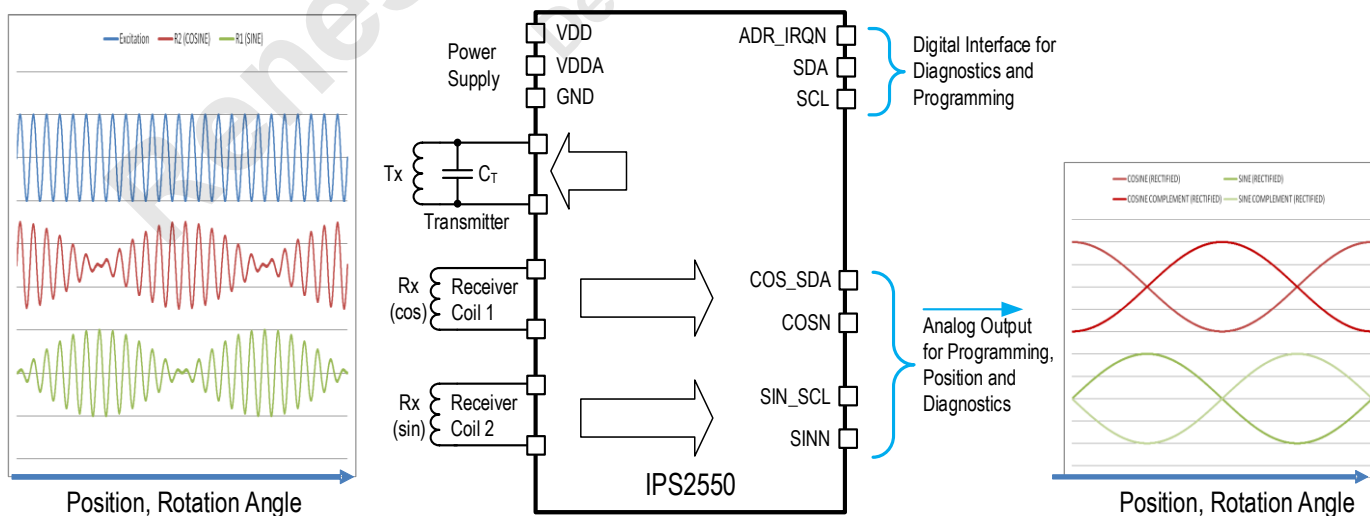 Renes
De
Excitation R2 (COSINE) R1 (SINE)
Position, Rotation Angle
Power
Supply
VDD
VDDA
GND
Tx
CT
Transmitter
Rx
(cos)
Receiver
Coil 1
Rx
(sin)
Receiver
Coil 2
IPS2550
ADR_IRQN
SDA
SCL
Digital Interface for
Diagnostics and
Programming
COS_SDA
COSN
SIN_SCL
SINN
Analog Output
for Programming,
Position and
Diagnostics
COSINE (RECTIFIED) SINE (RECTIFIED)
COSINE COMPLEMENT (RECTIFIED) SINE COMPLEMENT (RECTIFIED)
Position, Rotation Angle